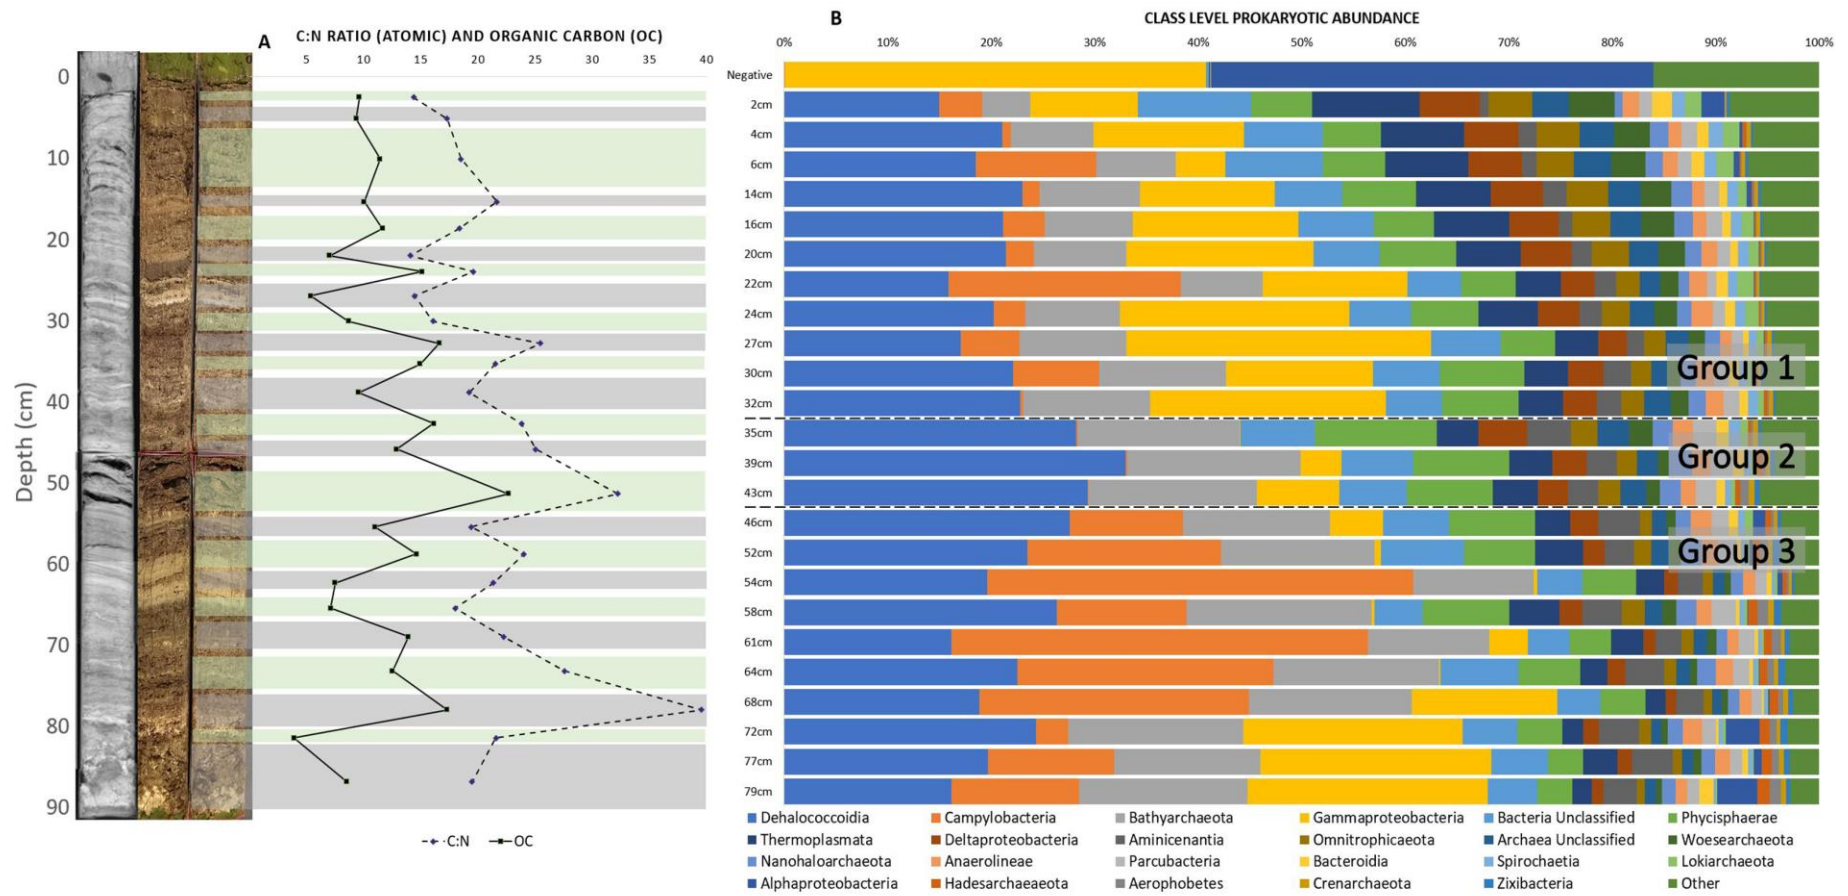 A
C:N RATIO (ATOMIC) AND ORGANIC CARBON (OC)
0 5 10 15 20 25 30 35 40
Depth (cm)
0
10
20
30
40
50
60
70
80
90
C:N OC
B
CLASS LEVEL PROKARYOTIC ABUNDANCE
0% 10% 20% 30% 40% 50% 60% 70% 80% 90% 100%
Negative
2cm
4cm
6cm
14cm
16cm
20cm
22cm
24cm
27cm
30cm
Group 1
32cm
35cm
39cm
Group 2
43cm
46cm
52cm
Group 3
54cm
58cm
61cm
64cm
68cm
72cm
77cm
79cm
Dehalococcoidia Campylobacteria Bathyarchaeota Gammaproteobacteria Bacteria Unclassified Phycisphaerae
Thermoplasmata Deltaproteobacteria Aminicenantia Omnitrophicaeota Archaea Unclassified Woesearchaeota
Nanohaloarchaeota Anaerolineae Parcubacteria Bacteroidia Spirochaetia Lokiarchaeota
Alphaproteobacteria Hadesarchaeaeota Aerophobetes Crenarchaeota Zixibacteria Other